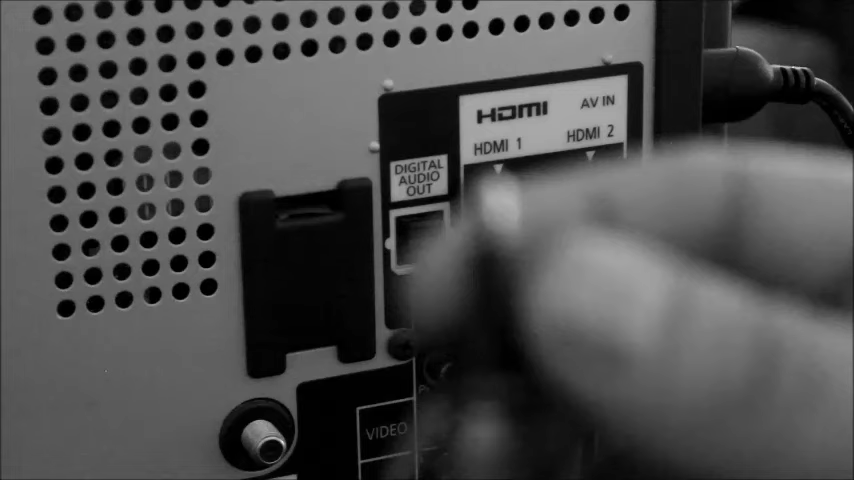 HDMI
AV IN
HDMI 1
HDMI 2
DIGITAL
AUDIO
OUT
VIDEO